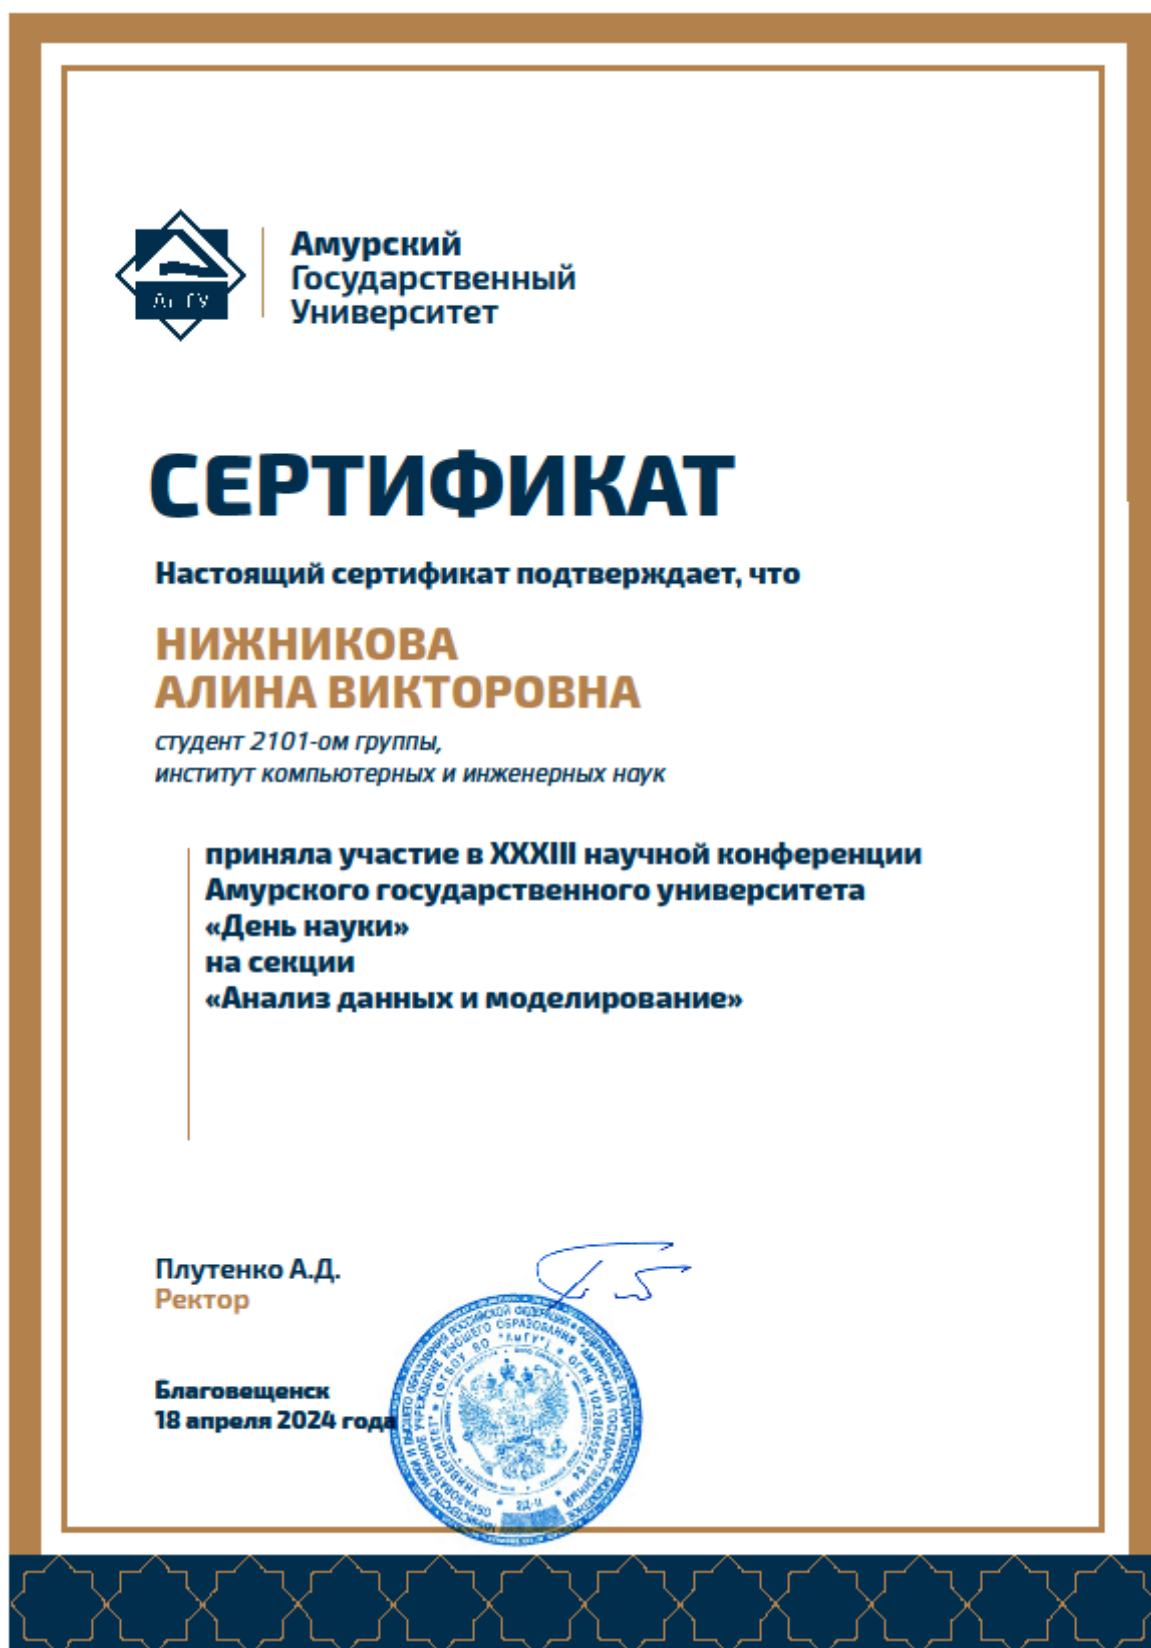 Амурский
Государственный
Университет
СЕРТИФИКАТ
Настоящий сертификат подтверждает, что
НИЖНИКОВА
АЛИНА ВИКТОРОВНА
студент 2101-ом группы,
институт компьютерных и инженерных наук
приняла участие в XXXIII научной конференции
Амурского государственного университета
«День науки»
на секции
«Анализ данных и моделирование»
Плутенко А.Д.
Ректор
Благовещенск
18 апреля 2024 года